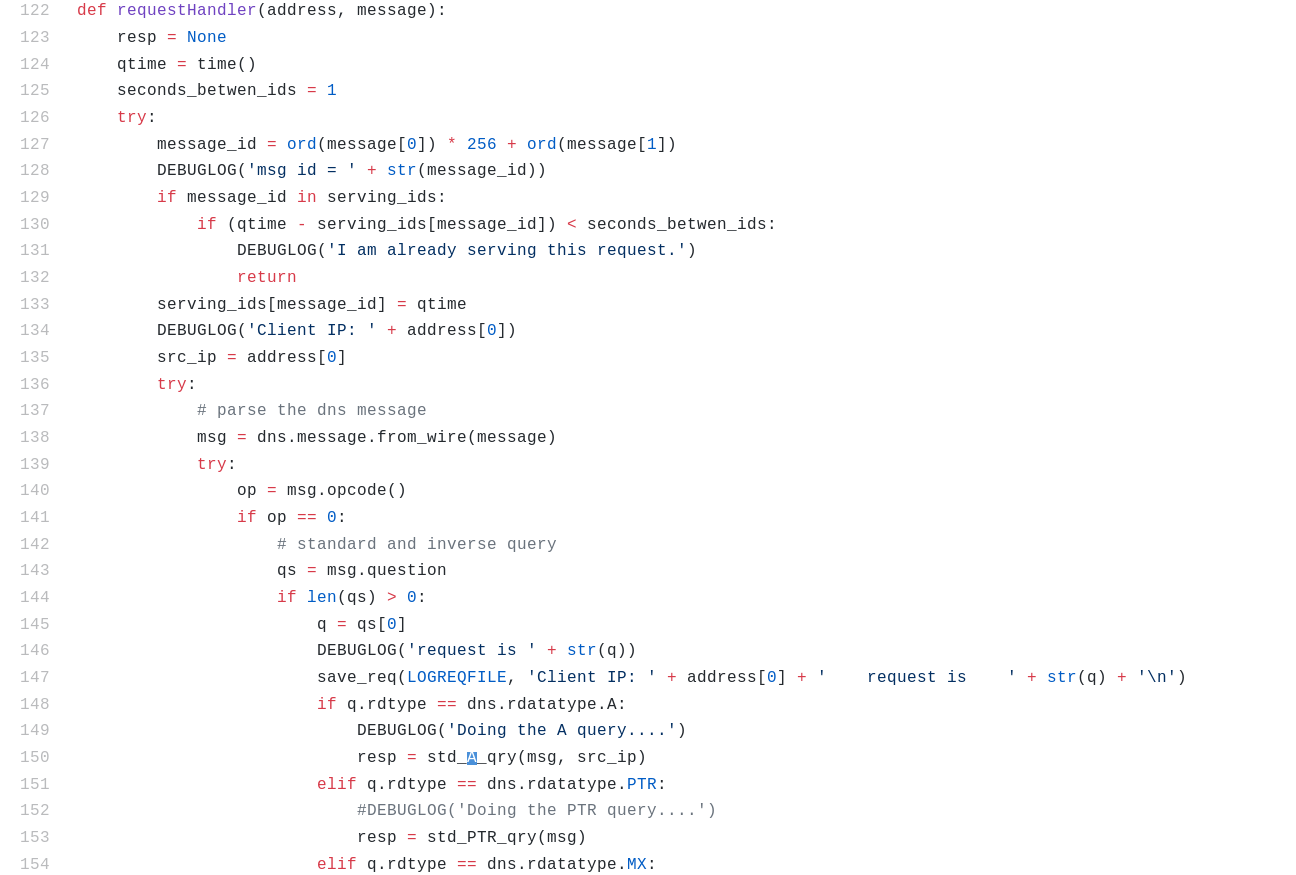 122 def requestHandler(address, message):
123     resp = None
124     qtime = time()
125     seconds_betwen_ids = 1
126     try:
127         message_id = ord(message[0]) * 256 + ord(message[1])
128         DEBUGLOG('msg id = ' + str(message_id))
129         if message_id in serving_ids:
130             if (qtime - serving_ids[message_id]) < seconds_betwen_ids:
131                 DEBUGLOG('I am already serving this request.')
132                 return
133         serving_ids[message_id] = qtime
134         DEBUGLOG('Client IP: ' + address[0])
135         src_ip = address[0]
136         try:
137             # parse the dns message
138             msg = dns.message.from_wire(message)
139             try:
140                 op = msg.opcode()
141                 if op == 0:
142                     # standard and inverse query
143                     qs = msg.question
144                     if len(qs) > 0:
145                         q = qs[0]
146                         DEBUGLOG('request is ' + str(q))
147                         save_req(LOGREQFILE, 'Client IP: ' + address[0] + '    request is    ' + str(q) + '\n')
148                         if q.rdtype == dns.rdatatype.A:
149                             DEBUGLOG('Doing the A query....')
150                             resp = std_A_qry(msg, src_ip)
151                         elif q.rdtype == dns.rdatatype.PTR:
152                             #DEBUGLOG('Doing the PTR query....')
153                             resp = std_PTR_qry(msg)
154                         elif q.rdtype == dns.rdatatype.MX: